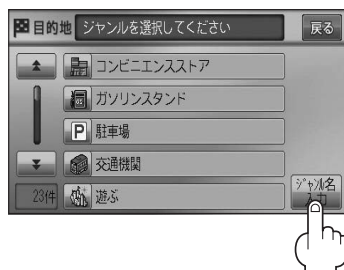 目的地 ジャンルを選択してください 戻る
コンビニエンスストア
ガソリンスタンド
P 駐車場
交通機関
23件 遊ぶ
ジャンル名
入力